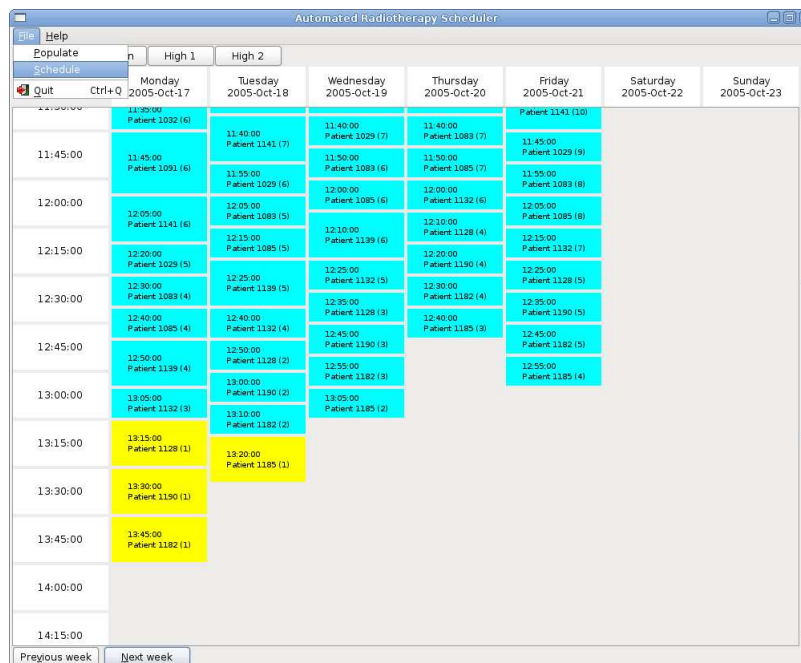 Automated Radiotherapy Scheduler
File Help
Populate
Schedule
Quit Ctrl+Q
High 1
High 2
Monday
2005-Oct-17
Tuesday
2005-Oct-18
Wednesday
2005-Oct-19
Thursday
2005-Oct-20
Friday
2005-Oct-21
Saturday
2005-Oct-22
Sunday
2005-Oct-23
11:45:00
12:00:00
12:15:00
12:30:00
12:45:00
13:00:00
13:15:00
13:30:00
13:45:00
14:00:00
14:15:00
11:35:00
Patient 1032 (6)
11:45:00
Patient 1091 (6)
12:05:00
Patient 1141 (6)
12:20:00
Patient 1029 (5)
12:30:00
Patient 1083 (4)
12:40:00
Patient 1085 (4)
12:50:00
Patient 1139 (4)
13:05:00
Patient 1132 (3)
13:15:00
Patient 1128 (1)
13:30:00
Patient 1190 (1)
13:45:00
Patient 1182 (1)
11:40:00
Patient 1141 (7)
11:55:00
Patient 1029 (6)
12:05:00
Patient 1083 (5)
12:15:00
Patient 1085 (5)
12:25:00
Patient 1139 (5)
12:40:00
Patient 1132 (4)
12:50:00
Patient 1128 (2)
13:00:00
Patient 1190 (2)
13:10:00
Patient 1182 (2)
13:20:00
Patient 1185 (1)
11:40:00
Patient 1029 (7)
11:50:00
Patient 1083 (6)
12:00:00
Patient 1085 (6)
12:10:00
Patient 1139 (6)
12:25:00
Patient 1132 (5)
12:35:00
Patient 1128 (3)
12:45:00
Patient 1190 (3)
12:55:00
Patient 1182 (3)
13:05:00
Patient 1185 (2)
11:40:00
Patient 1083 (7)
11:50:00
Patient 1085 (7)
12:00:00
Patient 1132 (6)
12:10:00
Patient 1128 (4)
12:20:00
Patient 1190 (4)
12:30:00
Patient 1182 (4)
12:40:00
Patient 1185 (3)
Patient 1141 (10)
11:45:00
Patient 1029 (9)
11:55:00
Patient 1083 (8)
12:05:00
Patient 1085 (8)
12:15:00
Patient 1132 (7)
12:25:00
Patient 1128 (5)
12:35:00
Patient 1190 (5)
12:45:00
Patient 1182 (5)
12:55:00
Patient 1185 (4)
Previous week
Next week